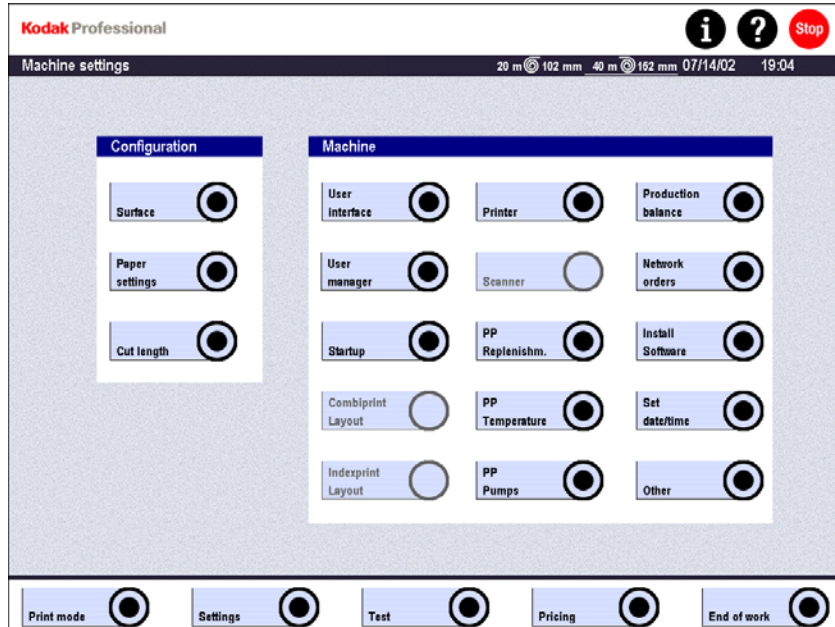 Kodak Professional
i ? Stop
Machine settings 20 m 102 mm 40 m 162 mm 07/14/02 19:04
Configuration
Surface
Paper
settings
Cut length
Machine
User
interface
Printer
Production
balance
User
manager
Scanner
Network
orders
Startup
PP
Replenishm.
Install
Software
Combiprint
Layout
PP
Temperature
Set
date/time
Indexprint
Layout
PP
Pumps
Other
Print mode Settings Test Pricing End of work